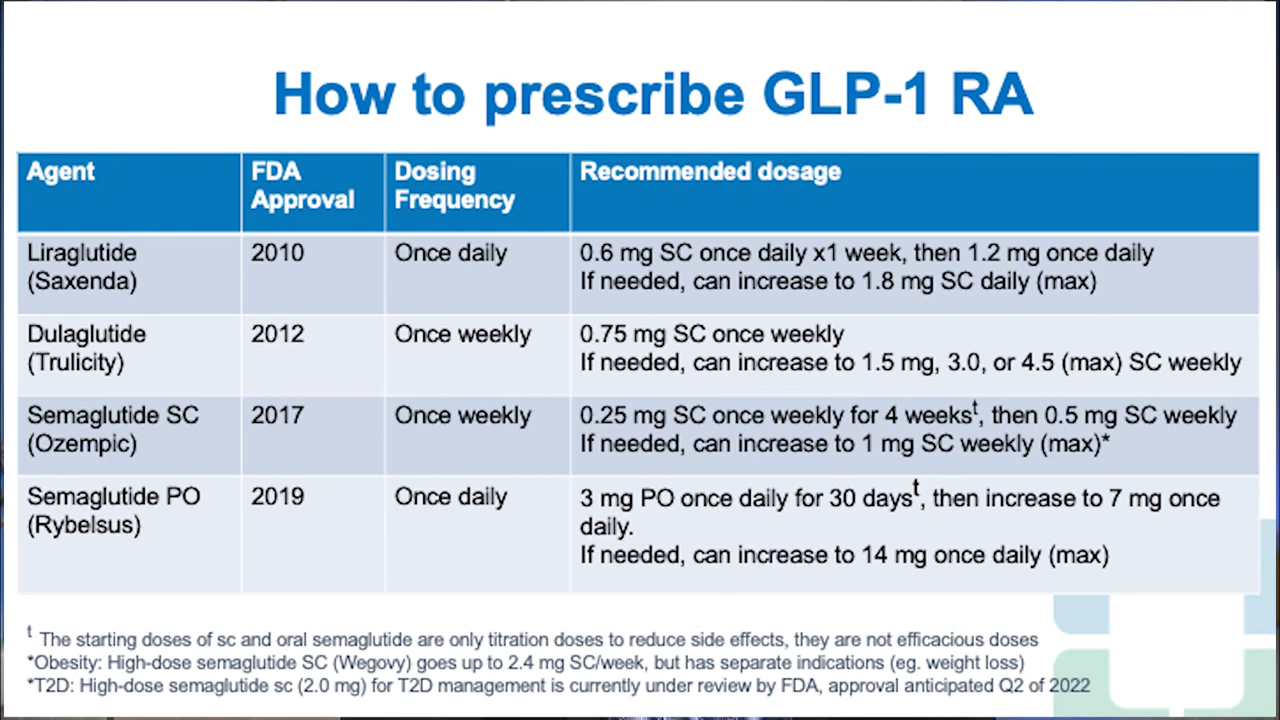 How to prescribe GLP-1 RA
Agent
FDA
Approval
Dosing
Frequency
Recommended dosage
Liraglutide
(Saxenda)
2010
Once daily
0.6 mg SC once daily x1 week, then 1.2 mg once daily
If needed, can increase to 1.8 mg SC daily (max)
Dulaglutide
(Trulicity)
2012
Once weekly
0.75 mg SC once weekly
If needed, can increase to 1.5 mg, 3.0, or 4.5 (max) SC weekly
Semaglutide SC
(Ozempic)
2017
Once weekly
0.25 mg SC once weekly for 4 weeksᵗ, then 0.5 mg SC weekly
If needed, can increase to 1 mg SC weekly (max)*
Semaglutide PO
(Rybelsus)
2019
Once daily
3 mg PO once daily for 30 daysᵗ, then increase to 7 mg once
daily.
If needed, can increase to 14 mg once daily (max)
ᵗ The starting doses of sc and oral semaglutide are only titration doses to reduce side effects, they are not efficacious doses
*Obesity: High-dose semaglutide SC (Wegovy) goes up to 2.4 mg SC/week, but has separate indications (eg. weight loss)
*T2D: High-dose semaglutide sc (2.0 mg) for T2D management is currently under review by FDA, approval anticipated Q2 of 2022